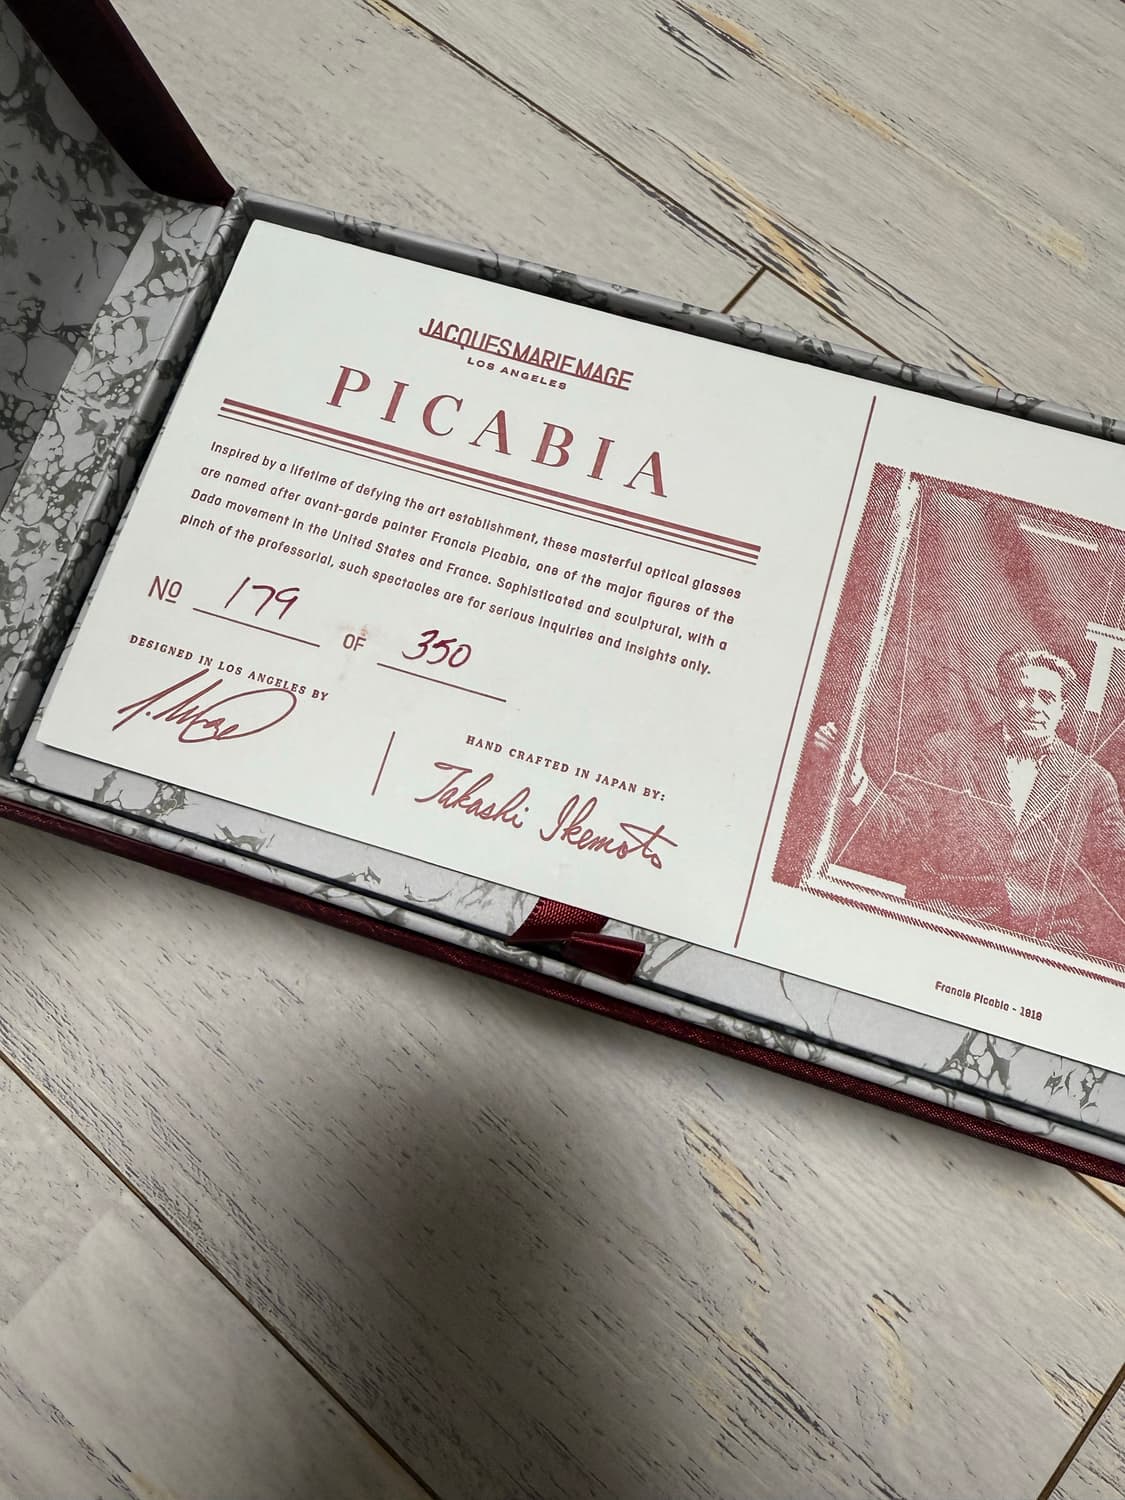 JACQUESMARIEMAGE
LOS ANGELES
PICABIA
Inspired by a lifetime of defying the art establishment, these masterful optical glasses
are named after avant-garde painter Francis Picabia, one of the major figures of the
Dada movement in the United States and France. Sophisticated and sculptural, with a
pinch of the professorial, such spectacles are for serious inquiries and insights only.
Nº 179 OF 350
DESIGNED IN LOS ANGELES BY
J. Mage
HAND CRAFTED IN JAPAN BY:
Takashi Ikemoto
Francis Picabia - 1919